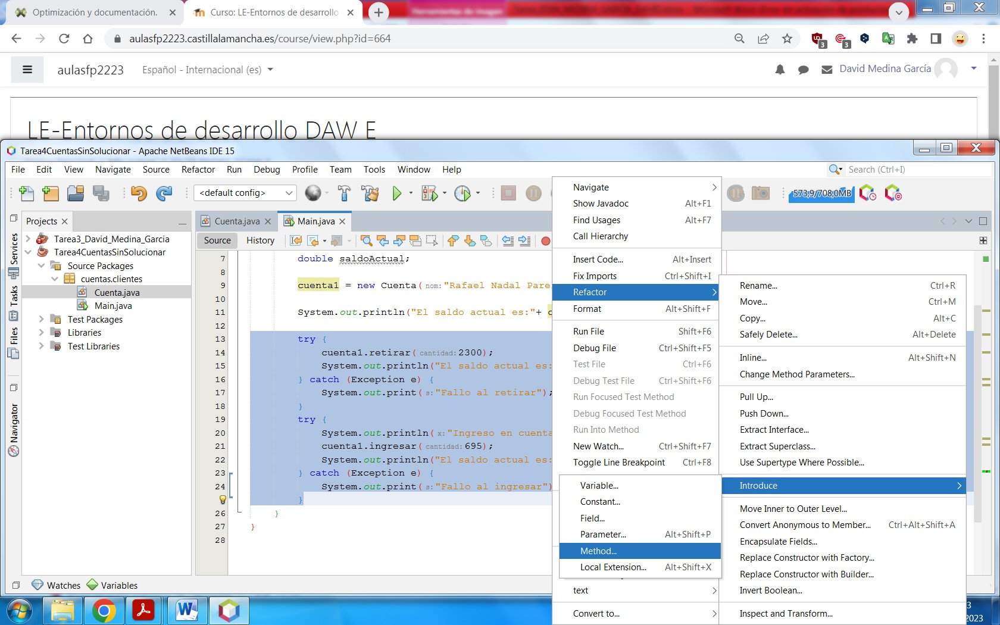 Optimización y documentación.
Curso: LE-Entornos de desarrollo
aulasfp2223.castillalamancha.es/course/view.php?id=664
3
3
aulasfp2223
Español - Internacional (es)
David Medina García
LE-Entornos de desarrollo DAW E
Tarea4CuentasSinSolucionar - Apache NetBeans IDE 15
File Edit View Navigate Source Refactor Run Debug Profile Team Tools Window Help
Search (Ctrl+I)
<default config>
573,9/708,0MB
Projects
Services
Tasks
Files
Navigator
Tarea3_David_Medina_Garcia
Tarea4CuentasSinSolucionar
Source Packages
cuentas.clientes
Cuenta.java
Main.java
Test Packages
Libraries
Test Libraries
Cuenta.java
Main.java
Source History
7 double saldoActual;
8
9 cuenta1 = new Cuenta( nom: "Rafael Nadal Pare
10
11 System.out.println("El saldo actual es:"+ c
12
13 try {
14 cuenta1.retirar( cantidad: 2300);
15 System.out.println("El saldo actual es:
16 } catch (Exception e) {
17 System.out.print( s: "Fallo al retirar");
18 }
19 try {
20 System.out.println( x: "Ingreso en cuenta
21 cuenta1.ingresar( cantidad: 695);
22 System.out.println("El saldo actual es:
23 } catch (Exception e) {
24 System.out.print( s: "Fallo al ingresar")
}
26 }
27 }
28
Navigate
Show Javadoc Alt+F1
Find Usages Alt+F7
Call Hierarchy
Insert Code... Alt+Insert
Fix Imports Ctrl+Shift+I
Refactor
Format Alt+Shift+F
Run File Shift+F6
Debug File Ctrl+Shift+F5
Test File Ctrl+F6
Debug Test File Ctrl+Shift+F6
Run Focused Test Method
Debug Focused Test Method
Run Into Method
New Watch... Ctrl+Shift+F7
Toggle Line Breakpoint Ctrl+F8
text
Convert to...
Rename... Ctrl+R
Move... Ctrl+M
Copy... Alt+C
Safely Delete... Alt+Delete
Inline... Alt+Shift+N
Change Method Parameters...
Pull Up...
Push Down...
Extract Interface...
Extract Superclass...
Use Supertype Where Possible...
Introduce
Move Inner to Outer Level...
Convert Anonymous to Member... Ctrl+Alt+Shift+A
Encapsulate Fields...
Replace Constructor with Factory...
Replace Constructor with Builder...
Invert Boolean...
Inspect and Transform...
Variable...
Constant...
Field...
Parameter... Alt+Shift+P
Method...
Local Extension... Alt+Shift+X
Watches
Variables
3
2023